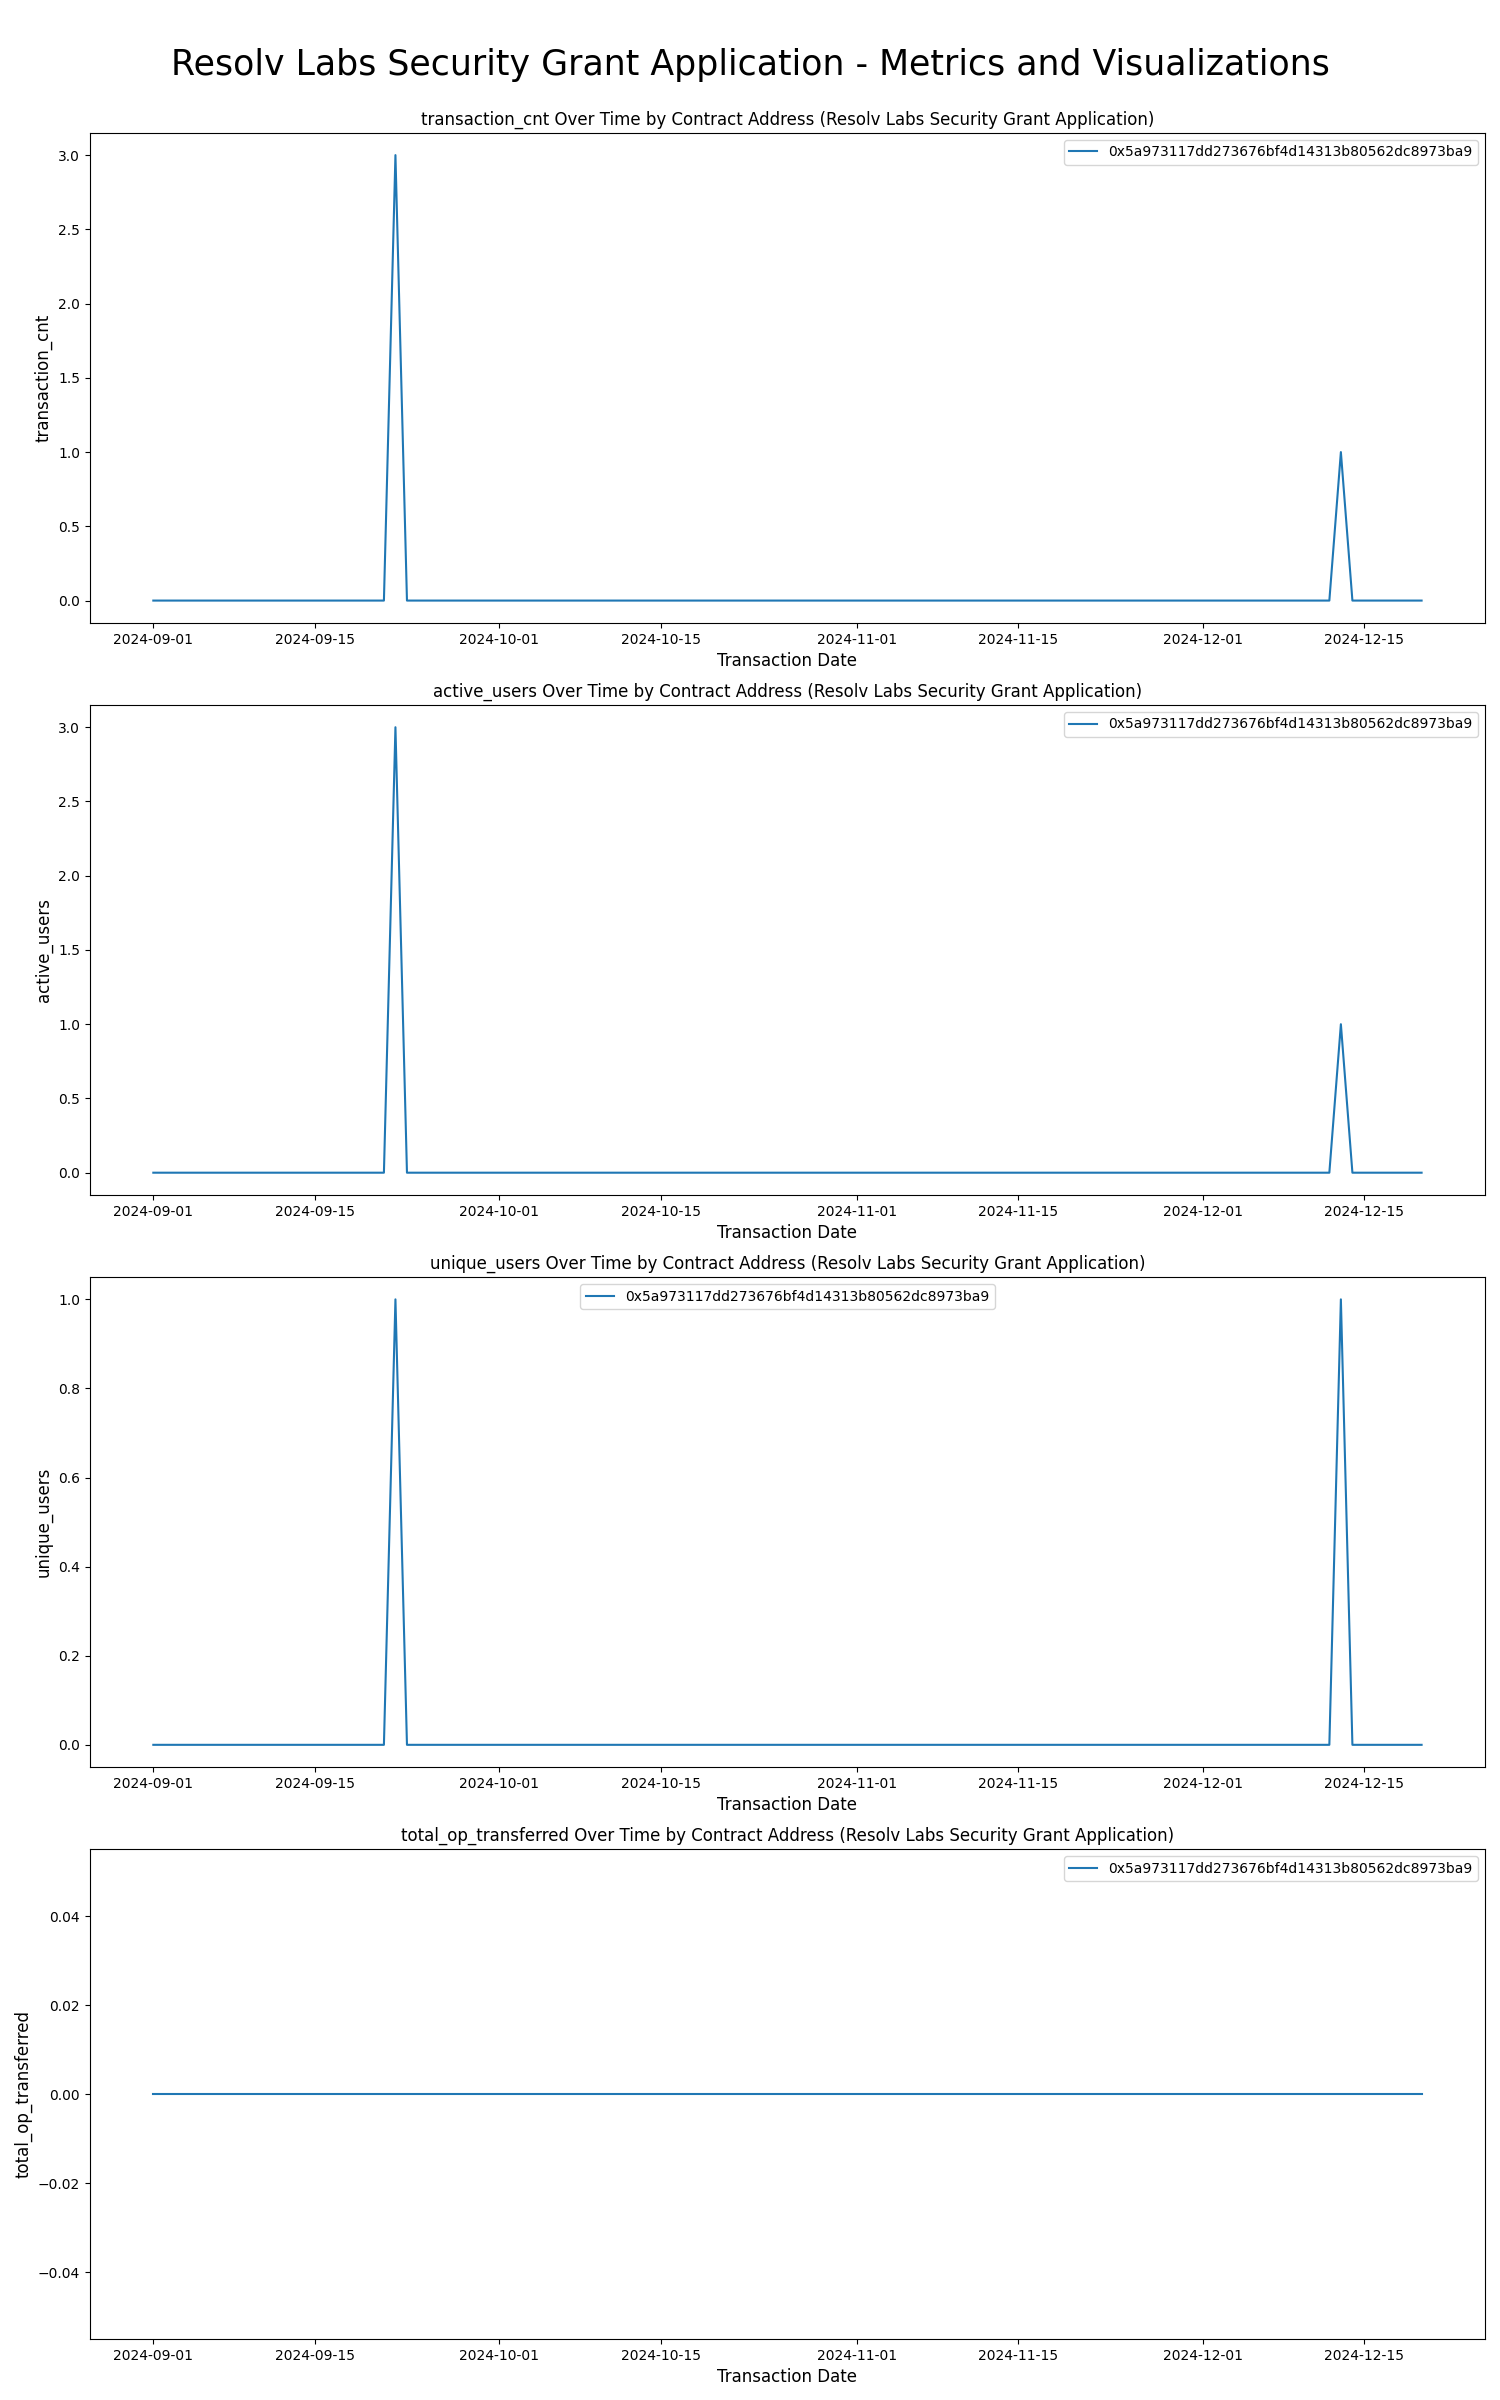 Resolv Labs Security Grant Application - Metrics and Visualizations
transaction_cnt Over Time by Contract Address (Resolv Labs Security Grant Application)
0x5a973117dd273676bf4d14313b80562dc8973ba9
3.0
2.5
2.0
1.5
1.0
0.5
0.0
transaction_cnt
2024-09-01 2024-09-15 2024-10-01 2024-10-15 2024-11-01 2024-11-15 2024-12-01 2024-12-15
Transaction Date
active_users Over Time by Contract Address (Resolv Labs Security Grant Application)
0x5a973117dd273676bf4d14313b80562dc8973ba9
3.0
2.5
2.0
1.5
1.0
0.5
0.0
active_users
2024-09-01 2024-09-15 2024-10-01 2024-10-15 2024-11-01 2024-11-15 2024-12-01 2024-12-15
Transaction Date
unique_users Over Time by Contract Address (Resolv Labs Security Grant Application)
0x5a973117dd273676bf4d14313b80562dc8973ba9
1.0
0.8
0.6
0.4
0.2
0.0
unique_users
2024-09-01 2024-09-15 2024-10-01 2024-10-15 2024-11-01 2024-11-15 2024-12-01 2024-12-15
Transaction Date
total_op_transferred Over Time by Contract Address (Resolv Labs Security Grant Application)
0x5a973117dd273676bf4d14313b80562dc8973ba9
0.04
0.02
0.00
−0.02
−0.04
total_op_transferred
2024-09-01 2024-09-15 2024-10-01 2024-10-15 2024-11-01 2024-11-15 2024-12-01 2024-12-15
Transaction Date